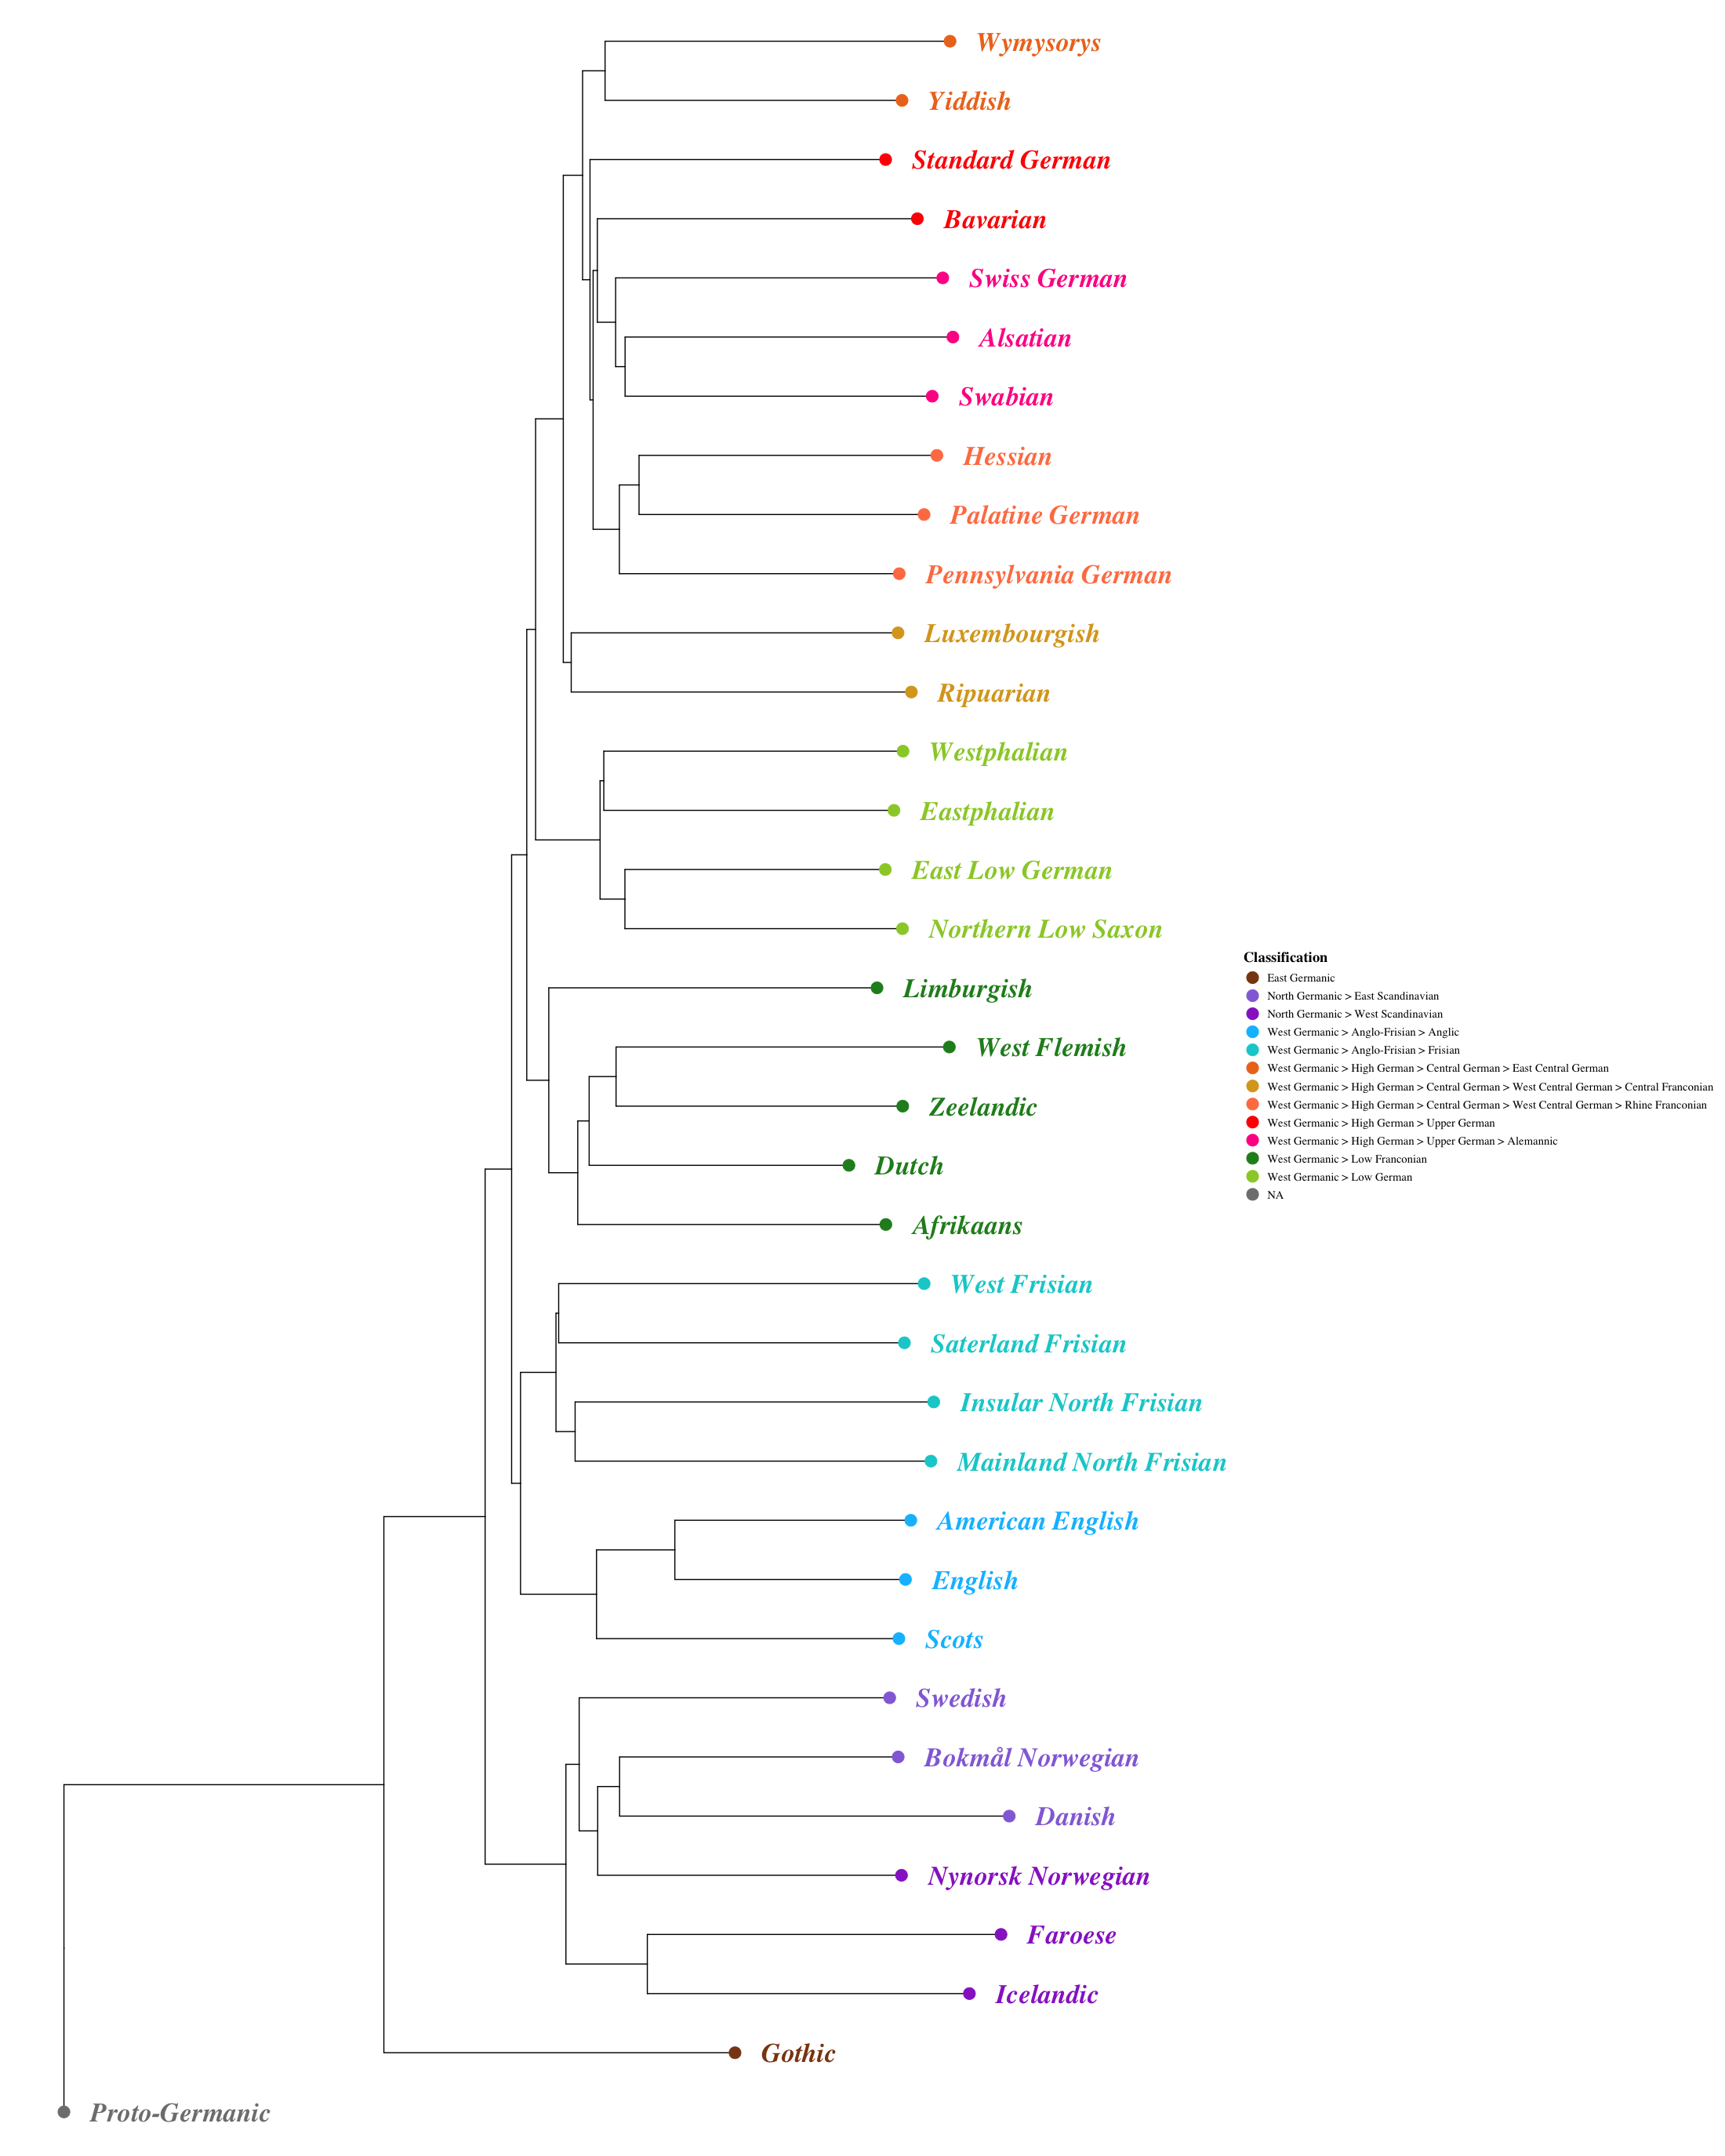 Wymysorys
Yiddish
Standard German
Bavarian
Swiss German
Alsatian
Swabian
Hessian
Palatine German
Pennsylvania German
Luxembourgish
Ripuarian
Westphalian
Eastphalian
East Low German
Northern Low Saxon
Limburgish
West Flemish
Zeelandic
Dutch
Afrikaans
West Frisian
Saterland Frisian
Insular North Frisian
Mainland North Frisian
American English
English
Scots
Swedish
Bokmål Norwegian
Danish
Nynorsk Norwegian
Faroese
Icelandic
Gothic
Proto-Germanic
Classification
East Germanic
North Germanic > East Scandinavian
North Germanic > West Scandinavian
West Germanic > Anglo-Frisian > Anglic
West Germanic > Anglo-Frisian > Frisian
West Germanic > High German > Central German > East Central German
West Germanic > High German > Central German > West Central German > Central Franconian
West Germanic > High German > Central German > West Central German > Rhine Franconian
West Germanic > High German > Upper German
West Germanic > High German > Upper German > Alemannic
West Germanic > Low Franconian
West Germanic > Low German
NA